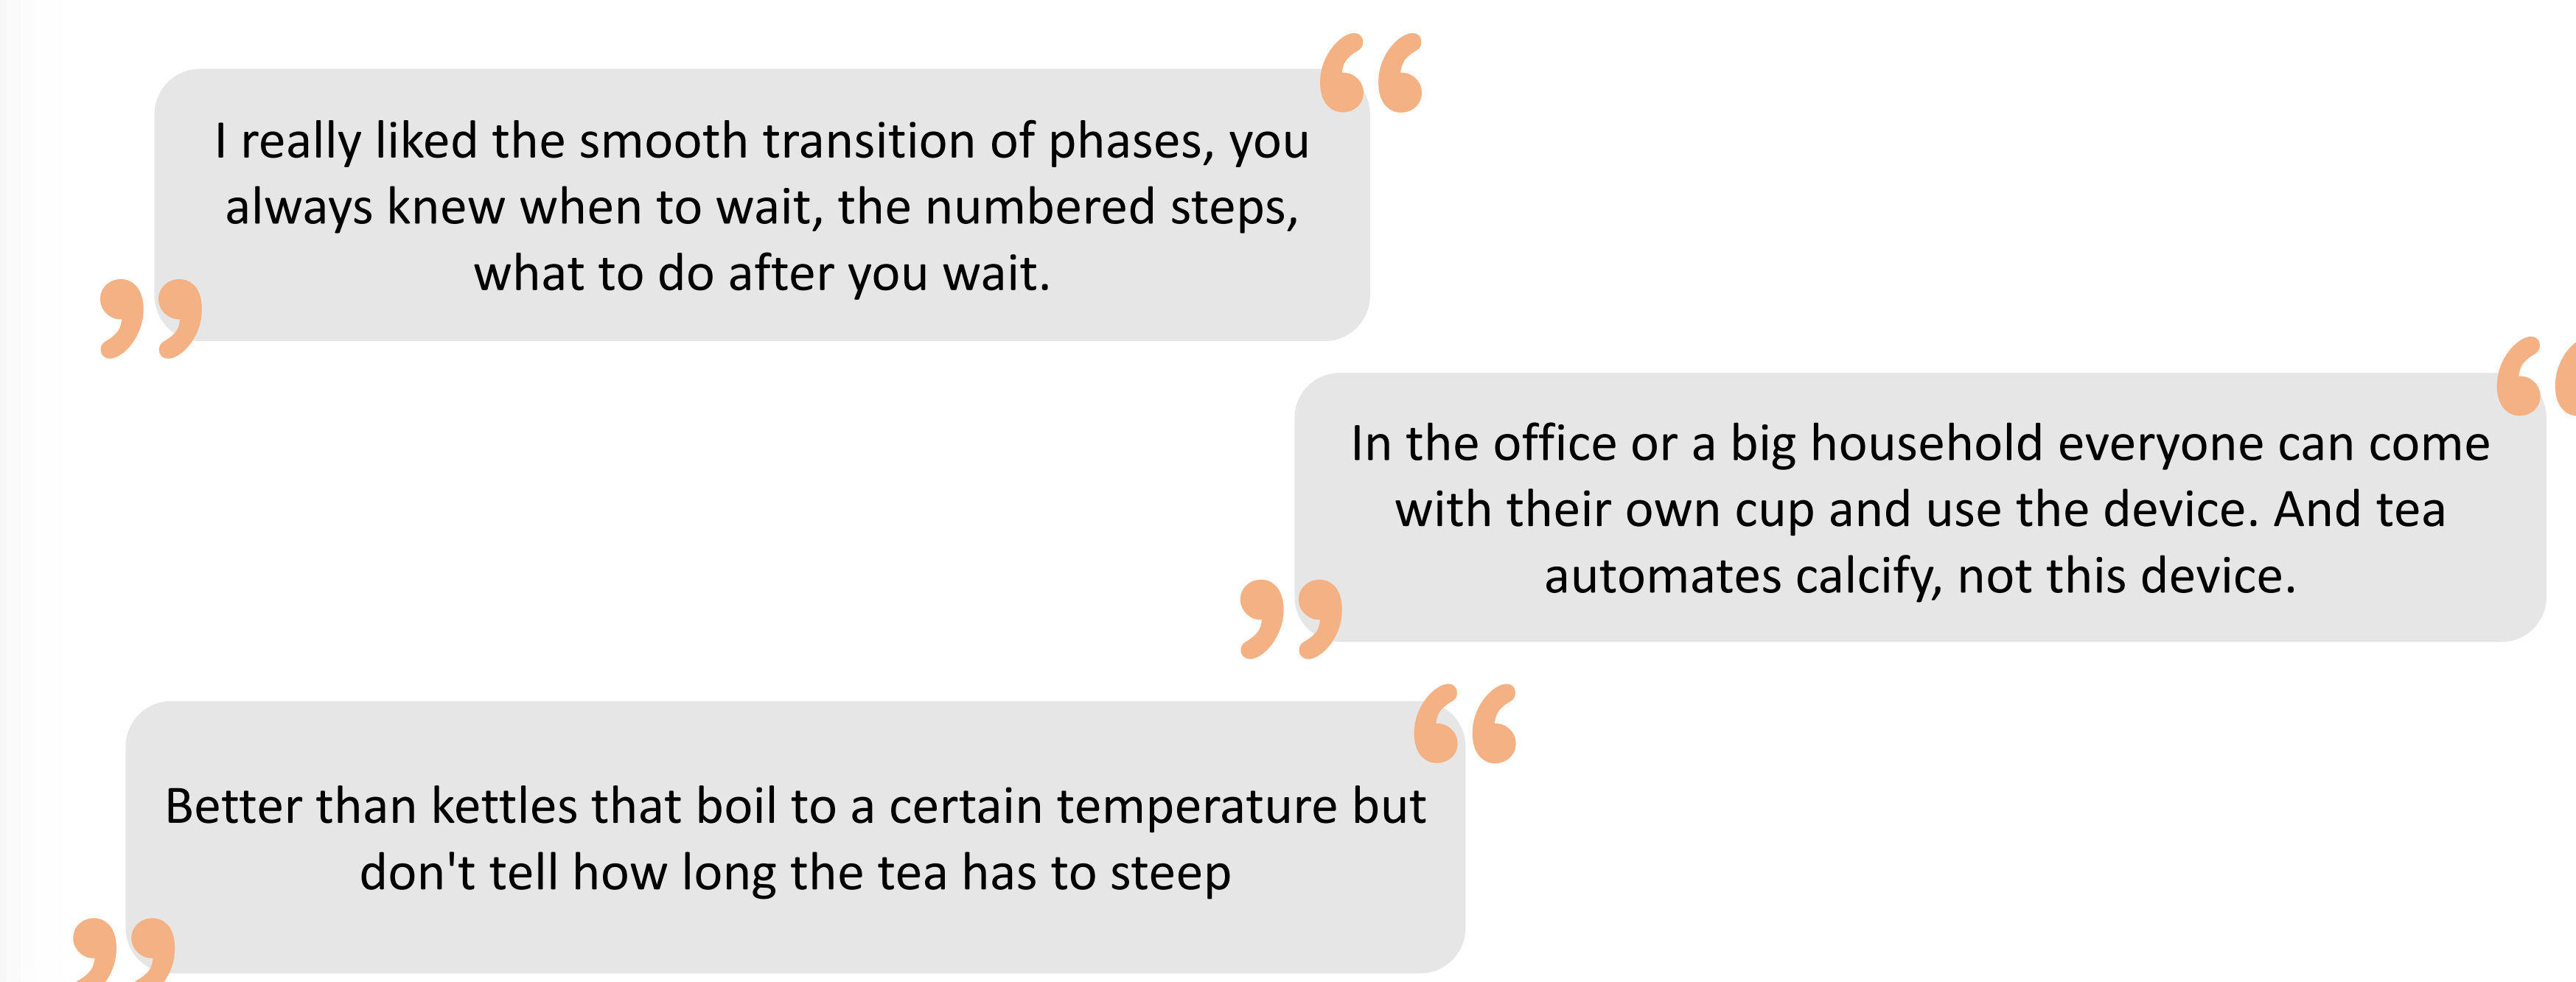 I really liked the smooth transition of phases, you
always knew when to wait, the numbered steps,
what to do after you wait.
In the office or a big household everyone can come
with their own cup and use the device. And tea
automates calcify, not this device.
Better than kettles that boil to a certain temperature but
don't tell how long the tea has to steep